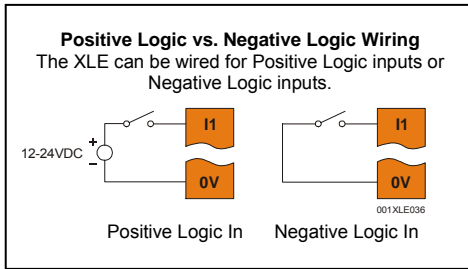 Positive Logic vs. Negative Logic Wiring
The XLE can be wired for Positive Logic inputs or
Negative Logic inputs.
I1
I1
+
12-24VDC
−
0V
0V
001XLE036
Positive Logic In
Negative Logic In